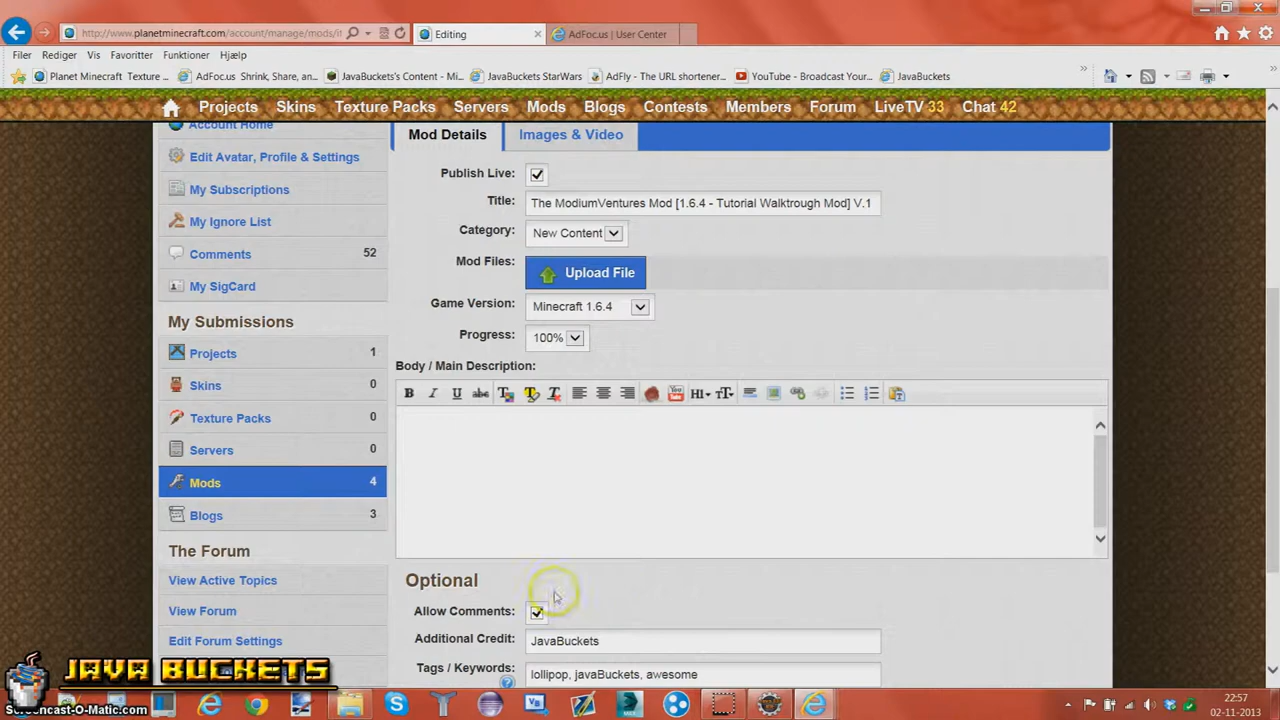 http://www.planetminecraft.com/account/manage/mods/it
Editing
AdFoc.us | User Center
Filer Rediger Vis Favoritter Funktioner Hjælp
Planet Minecraft Texture ...
AdFoc.us Shrink, Share, an...
JavaBuckets's Content - Mi...
JavaBuckets StarWars
AdFly - The URL shortener...
YouTube - Broadcast Your...
JavaBuckets
Projects Skins Texture Packs Servers Mods Blogs Contests Members Forum LiveTV 33 Chat 42
Account Home
Edit Avatar, Profile & Settings
My Subscriptions
My Ignore List
Comments 52
My SigCard
My Submissions
Projects 1
Skins 0
Texture Packs 0
Servers 0
Mods 4
Blogs 3
The Forum
View Active Topics
View Forum
Edit Forum Settings
Mod Details Images & Video
Publish Live:
Title: The ModiumVentures Mod [1.6.4 - Tutorial Walktrough Mod] V.1
Category: New Content
Mod Files: Upload File
Game Version: Minecraft 1.6.4
Progress: 100%
Body / Main Description:
Optional
Allow Comments:
Additional Credit: JavaBuckets
Tags / Keywords: lollipop, javaBuckets, awesome
JAVA BUCKETS
Screencast-O-Matic.com
22:57
02-11-2013